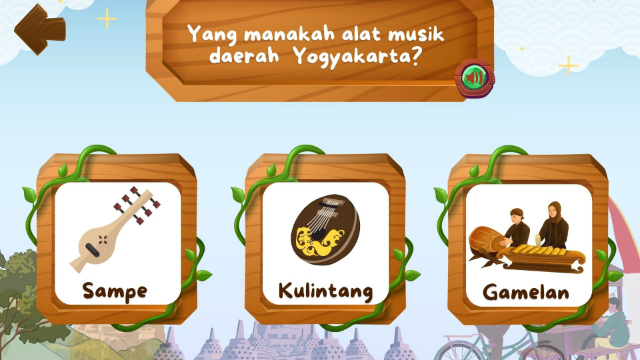 Yang manakah alat musik
daerah Yogyakarta?
Sampe
Kulintang
Gamelan